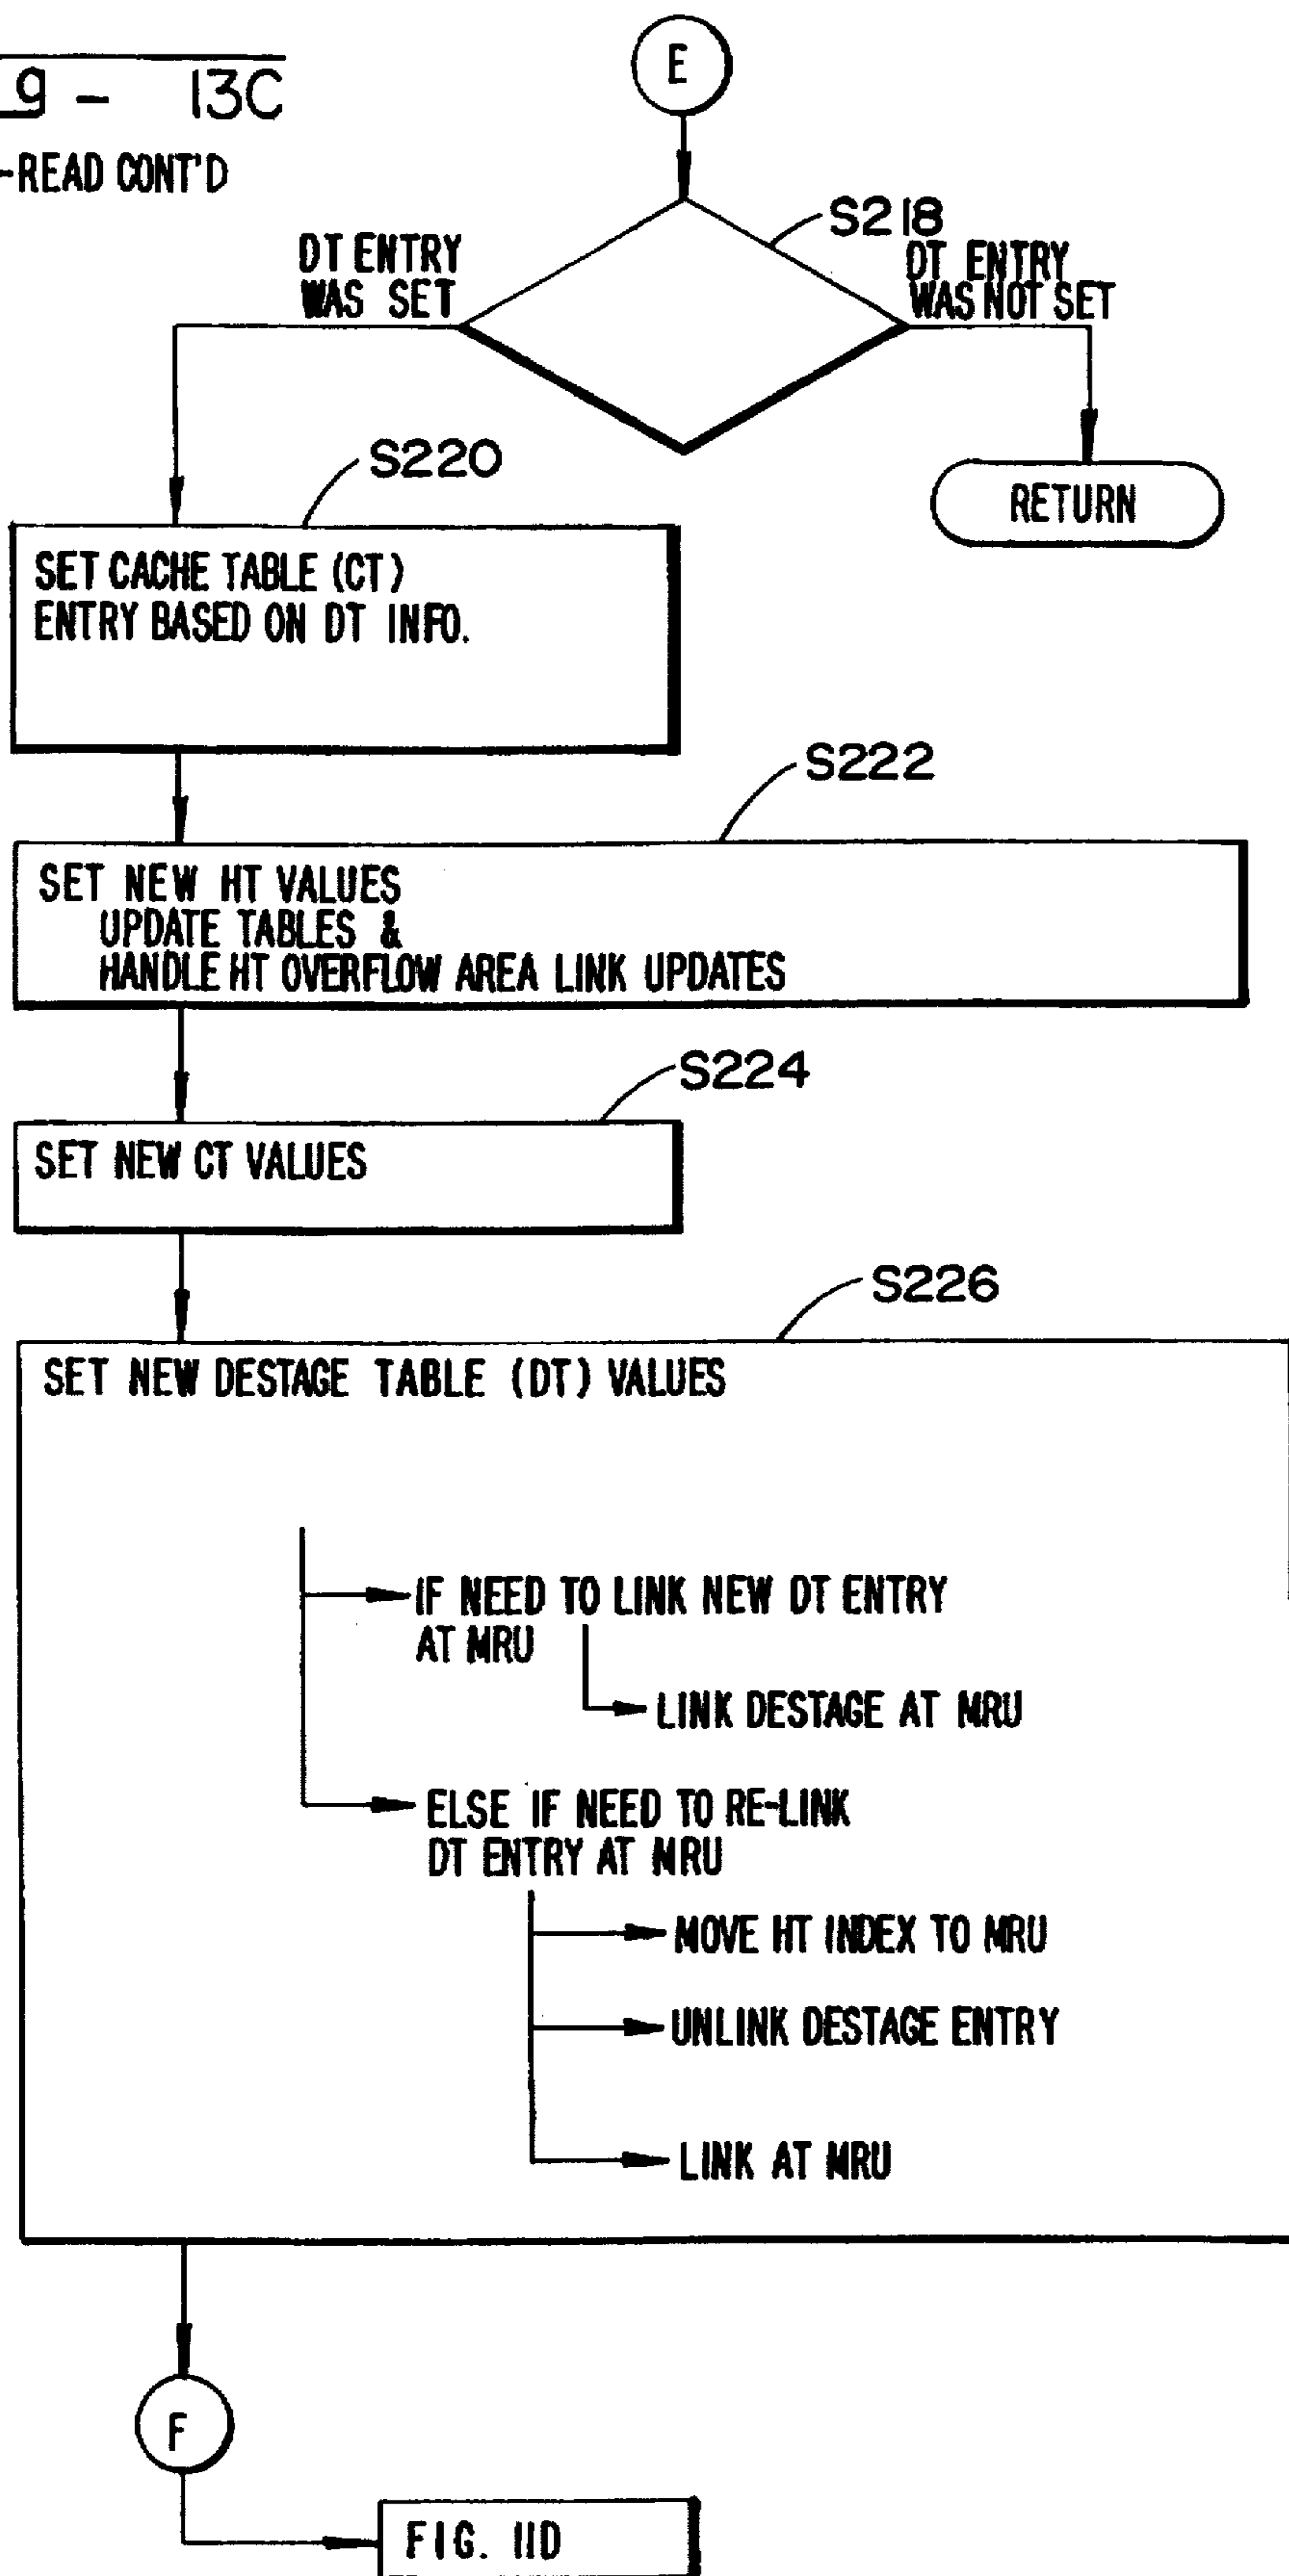 E
9 - 13C
-READ CONT'D
S218
DT ENTRY
WAS SET
DT ENTRY
WAS NOT SET
S220
RETURN
SET CACHE TABLE (CT)
ENTRY BASED ON DT INFO.
S222
SET NEW HT VALUES
UPDATE TABLES &
HANDLE HT OVERFLOW AREA LINK UPDATES
S224
SET NEW CT VALUES
S226
SET NEW DESTAGE TABLE (DT) VALUES
IF NEED TO LINK NEW DT ENTRY
AT MRU
LINK DESTAGE AT MRU
ELSE IF NEED TO RE-LINK
DT ENTRY AT MRU
MOVE HT INDEX TO MRU
UNLINK DESTAGE ENTRY
LINK AT MRU
F
FIG. 11D